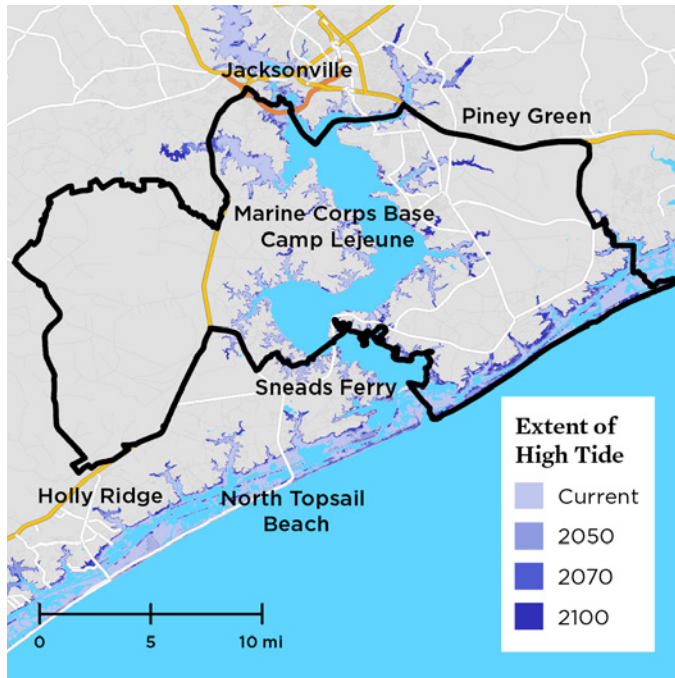 Jacksonville
Piney Green
Marine Corps Base
Camp Lejeune
Sneads Ferry
Holly Ridge
North Topsail
Beach
Extent of
High Tide
Current
2050
2070
2100
0
5
10 mi